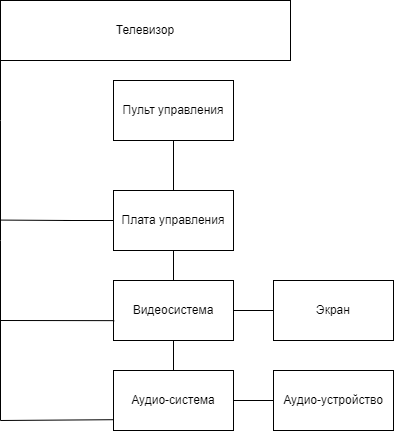 Телевизор
Пульт управления
Плата управления
Видеосистема
Экран
Аудио-система
Аудио-устройство